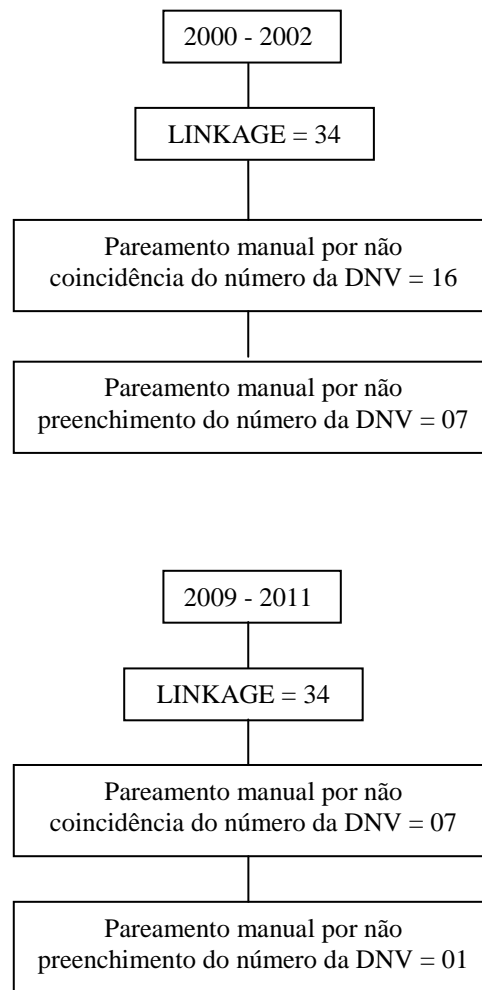 2000 - 2002
LINKAGE = 34
Pareamento manual por não
coincidência do número da DNV = 16
Pareamento manual por não
preenchimento do número da DNV = 07
2009 - 2011
LINKAGE = 34
Pareamento manual por não
coincidência do número da DNV = 07
Pareamento manual por não
preenchimento do número da DNV = 01